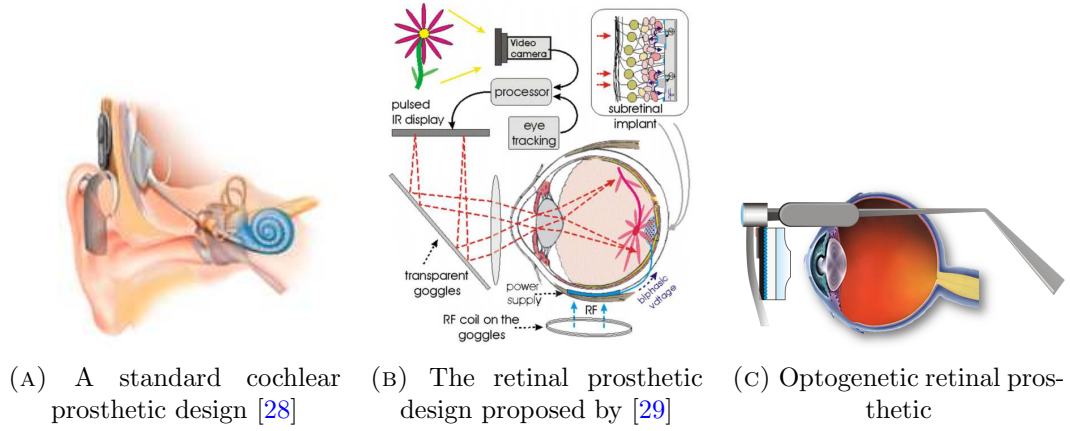 Video
camera
processor
pulsed
IR display
eye
tracking
subretinal
implant
transparent
goggles
power
supply
RF
biphasic
voltage
RF coil on the
goggles
(A) A standard cochlear
prosthetic design [28]
(B) The retinal prosthetic
design proposed by [29]
(C) Optogenetic retinal pros-
thetic